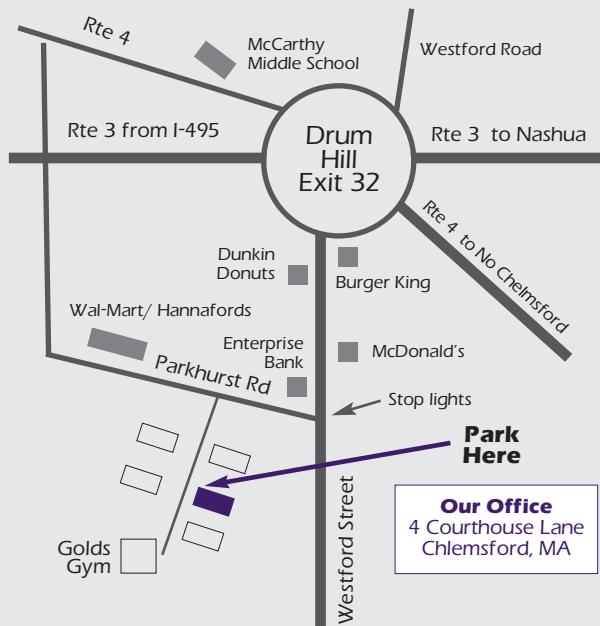 Rte 4
McCarthy
Middle School
Westford Road
Rte 3 from I-495
Drum
Hill
Exit 32
Rte 3 to Nashua
Rte 4 to No Chelmsford
Dunkin
Donuts
Burger King
Wal-Mart/ Hannafords
Enterprise
Bank
McDonald's
Parkhurst Rd
Stop lights
Park
Here
Westford Street
Our Office
4 Courthouse Lane
Chlemsford, MA
Golds
Gym